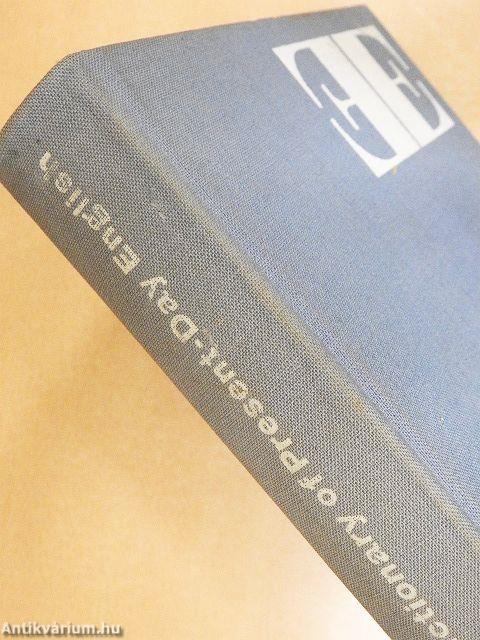 ctionary of Present-Day English
Antikvárium.hu